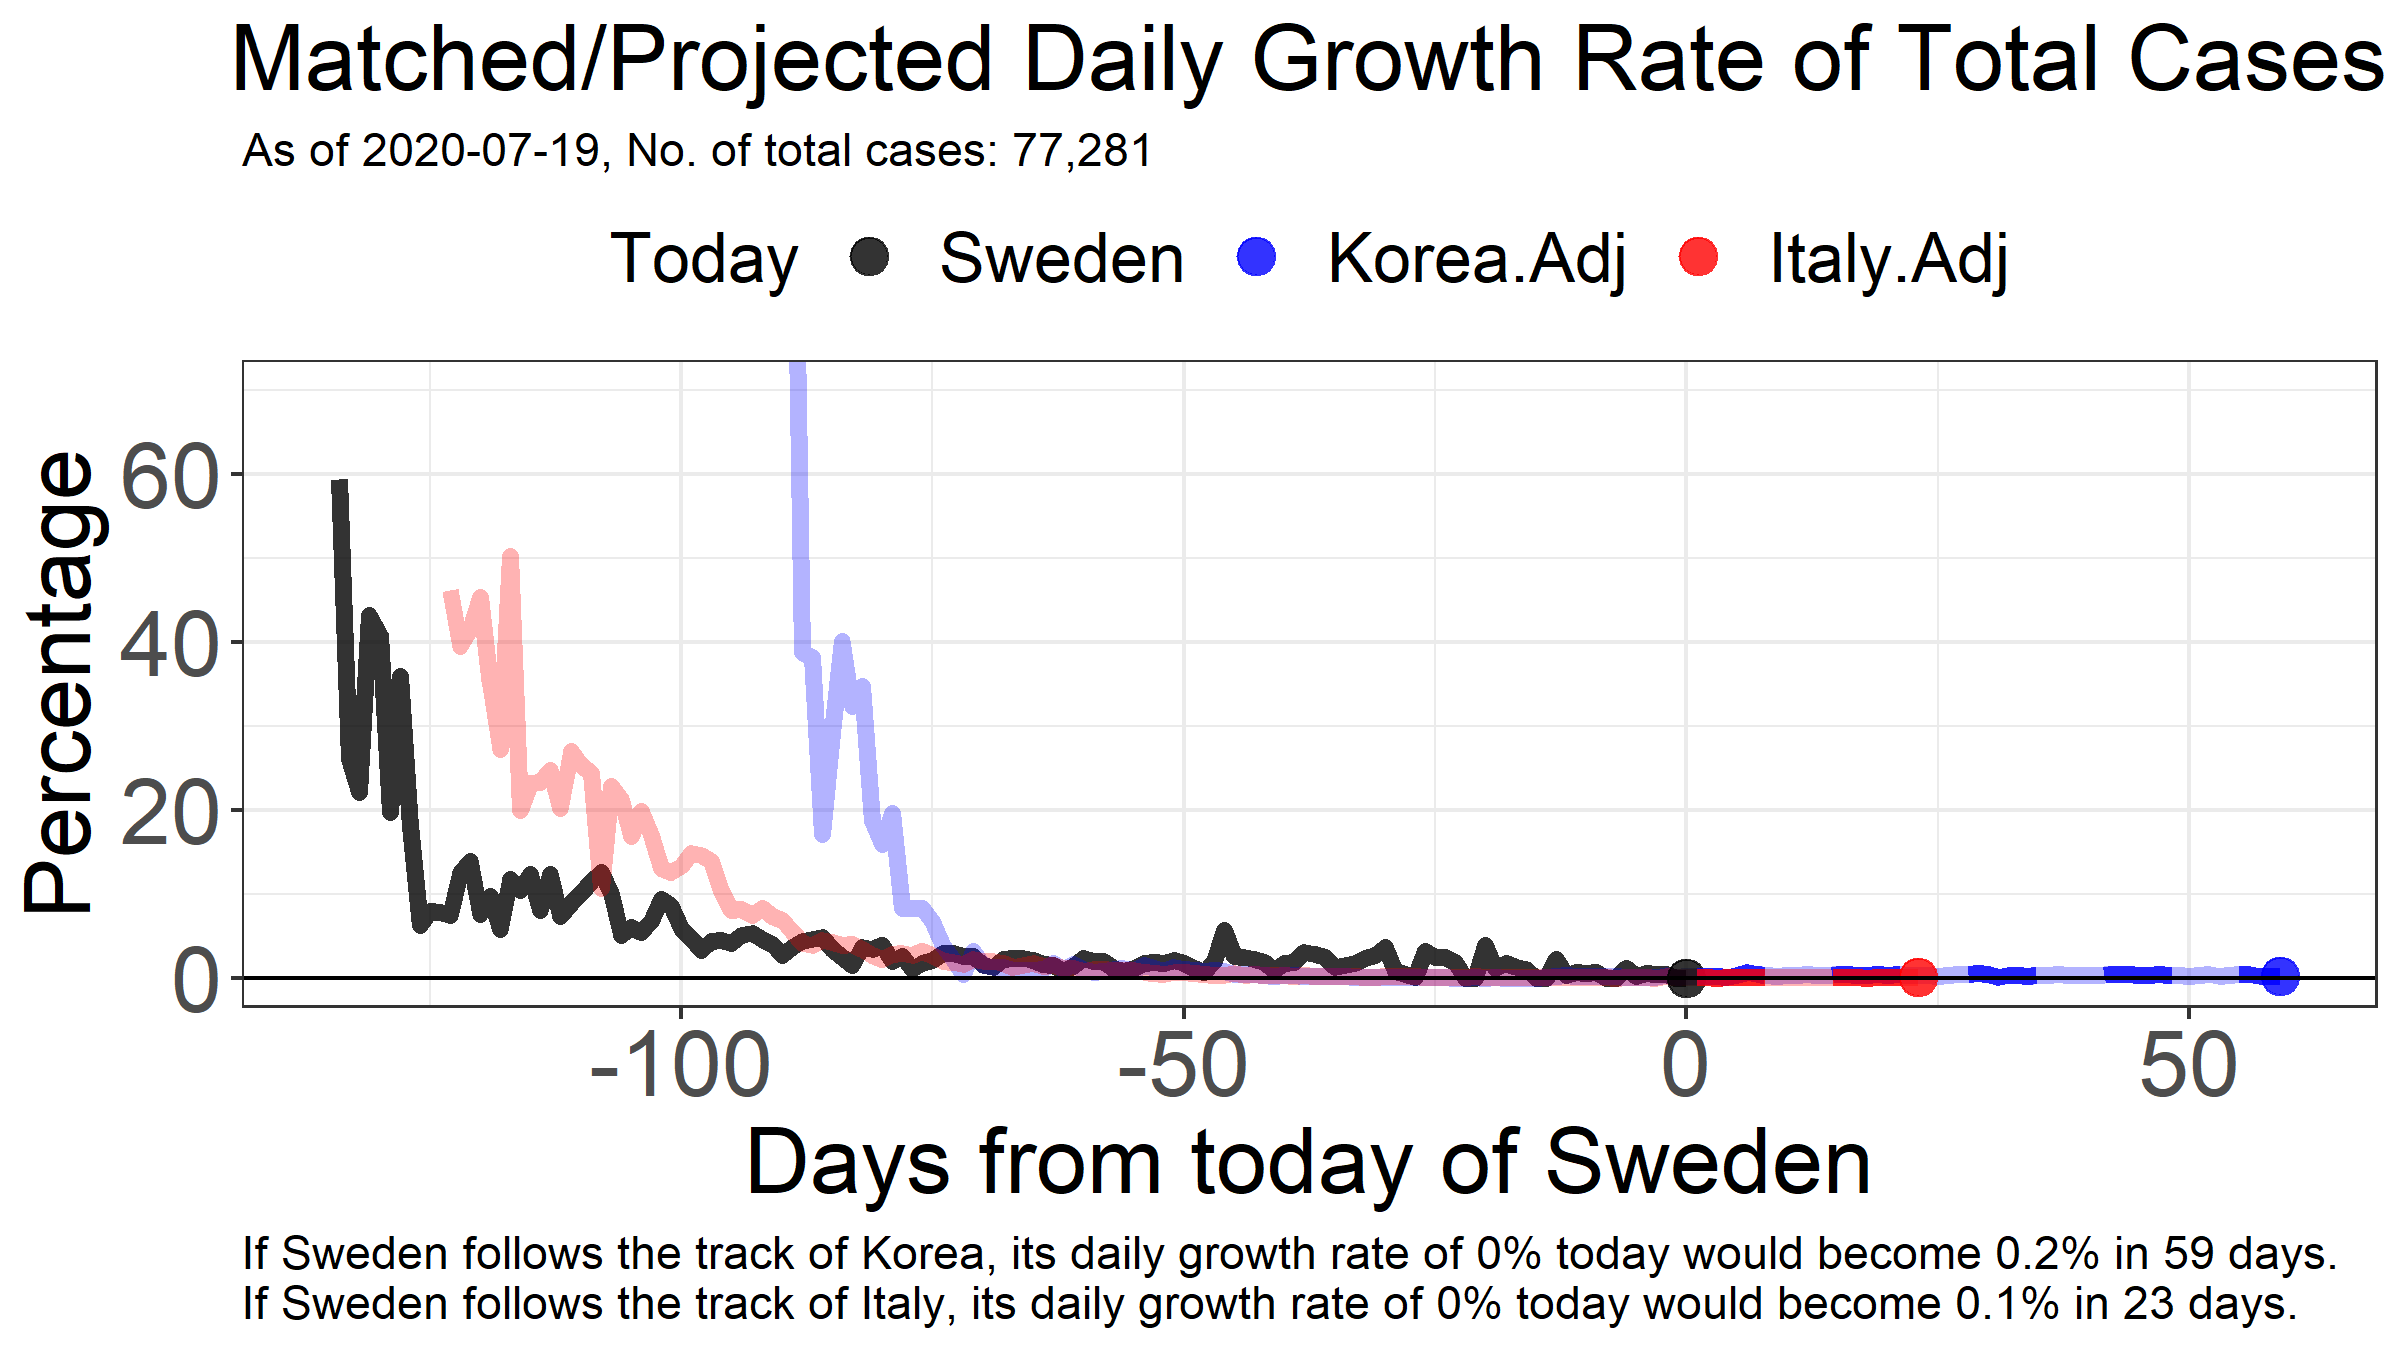 Matched/Projected Daily Growth Rate of Total Cases
As of 2020-07-19, No. of total cases: 77,281
Today Sweden Korea.Adj Italy.Adj
Percentage
60
40
20
0
-100 -50 0 50
Days from today of Sweden
If Sweden follows the track of Korea, its daily growth rate of 0% today would become 0.2% in 59 days.
If Sweden follows the track of Italy, its daily growth rate of 0% today would become 0.1% in 23 days.